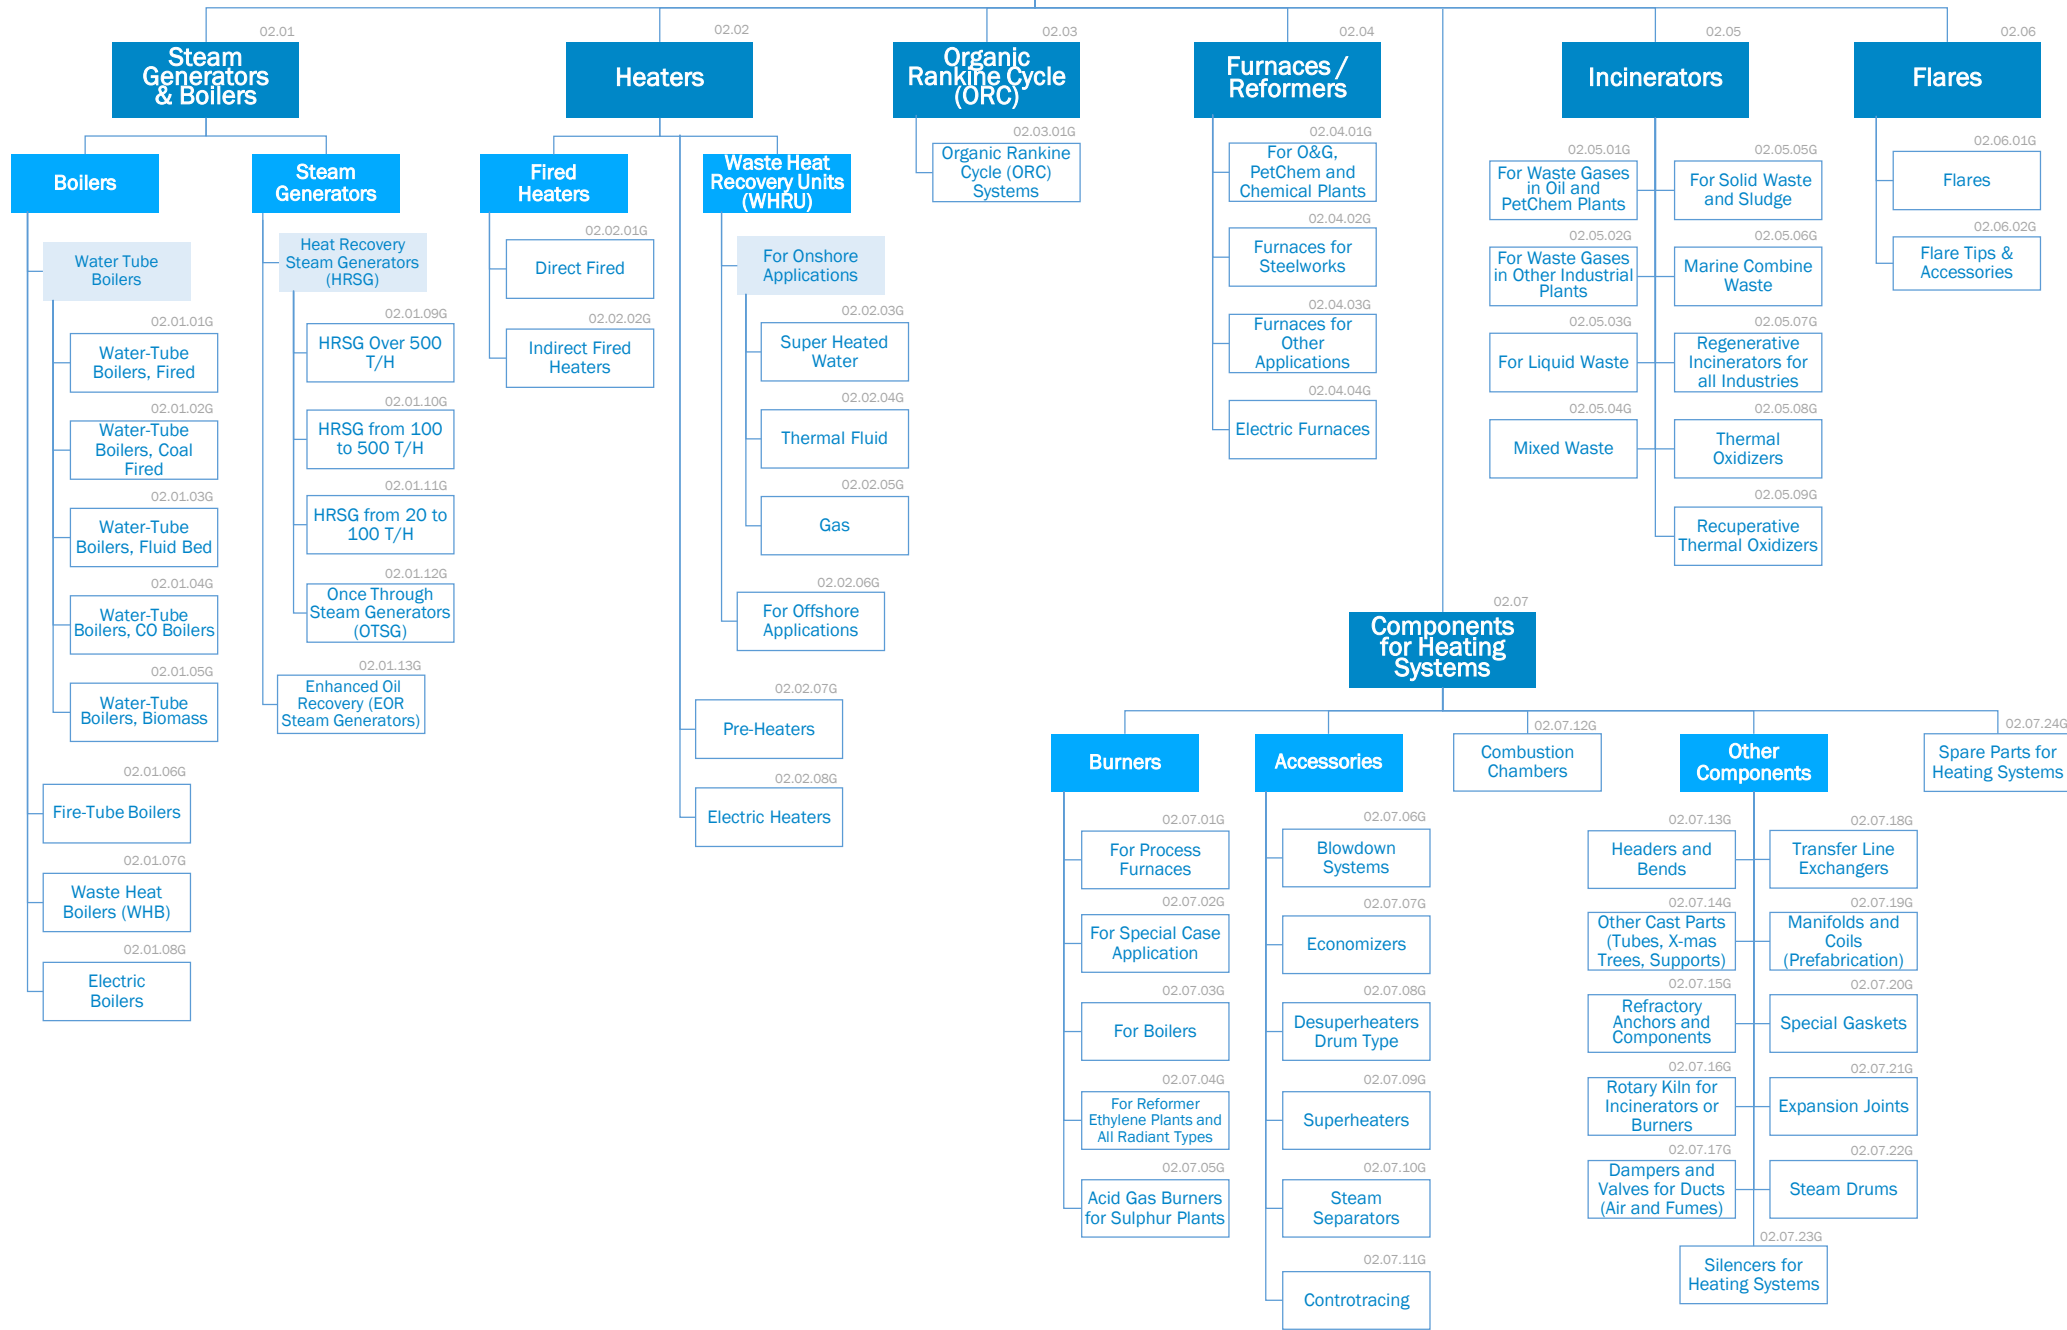 02.01
Steam
Generators
& Boilers
Boilers
Water Tube
Boilers
02.01.01G
Water-Tube
Boilers, Fired
02.01.02G
Water-Tube
Boilers, Coal
Fired
02.01.03G
Water-Tube
Boilers, Fluid Bed
02.01.04G
Water-Tube
Boilers, CO Boilers
02.01.05G
Water-Tube
Boilers, Biomass
02.01.06G
Fire-Tube Boilers
02.01.07G
Waste Heat
Boilers (WHB)
02.01.08G
Electric
Boilers
Steam
Generators
Heat Recovery
Steam Generators
(HRSG)
02.01.09G
HRSG Over 500
T/H
02.01.10G
HRSG from 100
to 500 T/H
02.01.11G
HRSG from 20 to
100 T/H
02.01.12G
Once Through
Steam Generators
(OTSG)
02.01.13G
Enhanced Oil
Recovery (EOR
Steam Generators)
02.02
Heaters
Fired
Heaters
02.02.01G
Direct Fired
02.02.02G
Indirect Fired
Heaters
Waste Heat
Recovery Units
(WHRU)
For Onshore
Applications
02.02.03G
Super Heated
Water
02.02.04G
Thermal Fluid
02.02.05G
Gas
02.02.06G
For Offshore
Applications
02.02.07G
Pre-Heaters
02.02.08G
Electric Heaters
02.03
Organic
Rankine Cycle
(ORC)
02.03.01G
Organic Rankine
Cycle (ORC)
Systems
02.04
Furnaces /
Reformers
02.04.01G
For O&G,
PetChem and
Chemical Plants
02.04.02G
Furnaces for
Steelworks
02.04.03G
Furnaces for
Other
Applications
02.04.04G
Electric Furnaces
02.05
Incinerators
02.05.01G
For Waste Gases
in Oil and
PetChem Plants
02.05.02G
For Waste Gases
in Other Industrial
Plants
02.05.03G
For Liquid Waste
02.05.04G
Mixed Waste
02.05.05G
For Solid Waste
and Sludge
02.05.06G
Marine Combine
Waste
02.05.07G
Regenerative
Incinerators for
all Industries
02.05.08G
Thermal
Oxidizers
02.05.09G
Recuperative
Thermal Oxidizers
02.06
Flares
02.06.01G
Flares
02.06.02G
Flare Tips &
Accessories
02.07
Components
for Heating
Systems
Burners
02.07.01G
For Process
Furnaces
02.07.02G
For Special Case
Application
02.07.03G
For Boilers
02.07.04G
For Reformer
Ethylene Plants and
All Radiant Types
02.07.05G
Acid Gas Burners
for Sulphur Plants
Accessories
02.07.06G
Blowdown
Systems
02.07.07G
Economizers
02.07.08G
Desuperheaters
Drum Type
02.07.09G
Superheaters
02.07.10G
Steam
Separators
02.07.11G
Controtracing
02.07.12G
Combustion
Chambers
Other
Components
02.07.13G
Headers and
Bends
02.07.14G
Other Cast Parts
(Tubes, X-mas
Trees, Supports)
02.07.15G
Refractory
Anchors and
Components
02.07.16G
Rotary Kiln for
Incinerators or
Burners
02.07.17G
Dampers and
Valves for Ducts
(Air and Fumes)
02.07.18G
Transfer Line
Exchangers
02.07.19G
Manifolds and
Coils
(Prefabrication)
02.07.20G
Special Gaskets
02.07.21G
Expansion Joints
02.07.22G
Steam Drums
02.07.23G
Silencers for
Heating Systems
02.07.24G
Spare Parts for
Heating Systems